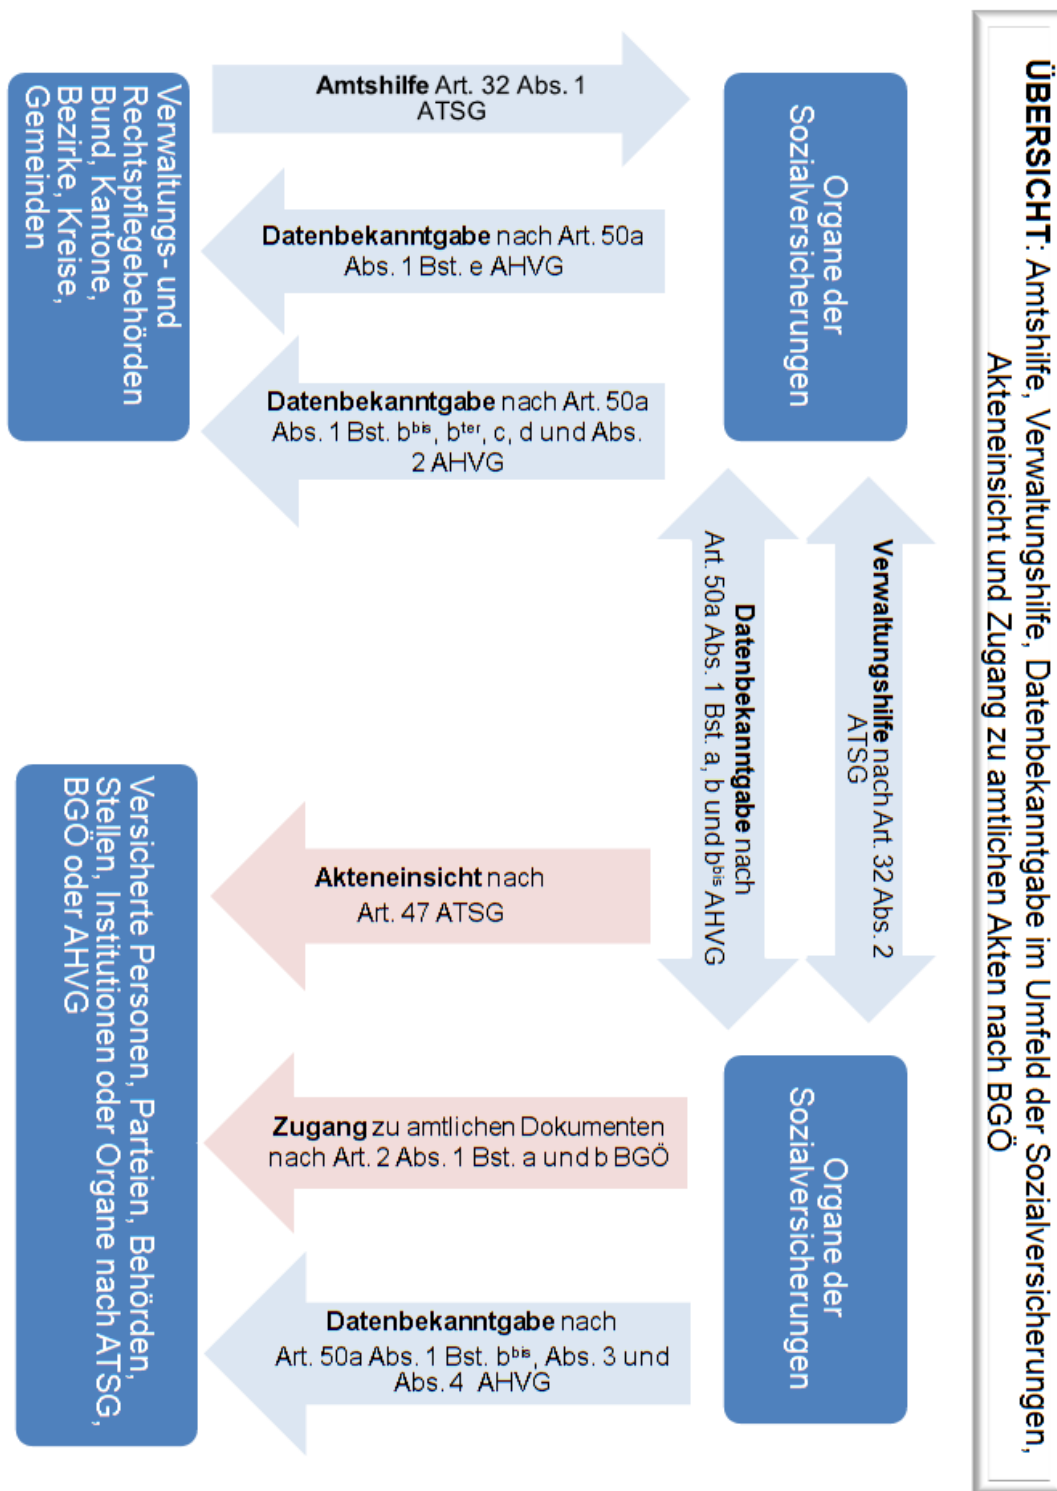 ÜBERSICHT: Amtshilfe, Verwaltungshilfe, Datenbekanntgabe im Umfeld der Sozialversicherungen,
Akteneinsicht und Zugang zu amtlichen Akten nach BGÖ
Organe der
Sozialversicherungen
Verwaltungshilfe nach Art. 32 Abs. 2
ATSG
Datenbekanntgabe nach
Art. 50a Abs. 1 Bst. a, b und bᵇⁱˢ AHVG
Organe der
Sozialversicherungen
Amtshilfe Art. 32 Abs. 1
ATSG
Datenbekanntgabe nach Art. 50a
Abs. 1 Bst. e AHVG
Datenbekanntgabe nach Art. 50a
Abs. 1 Bst. bᵇⁱˢ, bᵗᵉʳ, c, d und Abs.
2 AHVG
Akteneinsicht nach
Art. 47 ATSG
Zugang zu amtlichen Dokumenten
nach Art. 2 Abs. 1 Bst. a und b BGÖ
Datenbekanntgabe nach
Art. 50a Abs. 1 Bst. bᵇⁱˢ, Abs. 3 und
Abs. 4 AHVG
Verwaltungs- und
Rechtspflegebehörden
Bund, Kantone,
Bezirke, Kreise,
Gemeinden
Versicherte Personen, Parteien, Behörden,
Stellen, Institutionen oder Organe nach ATSG,
BGÖ oder AHVG